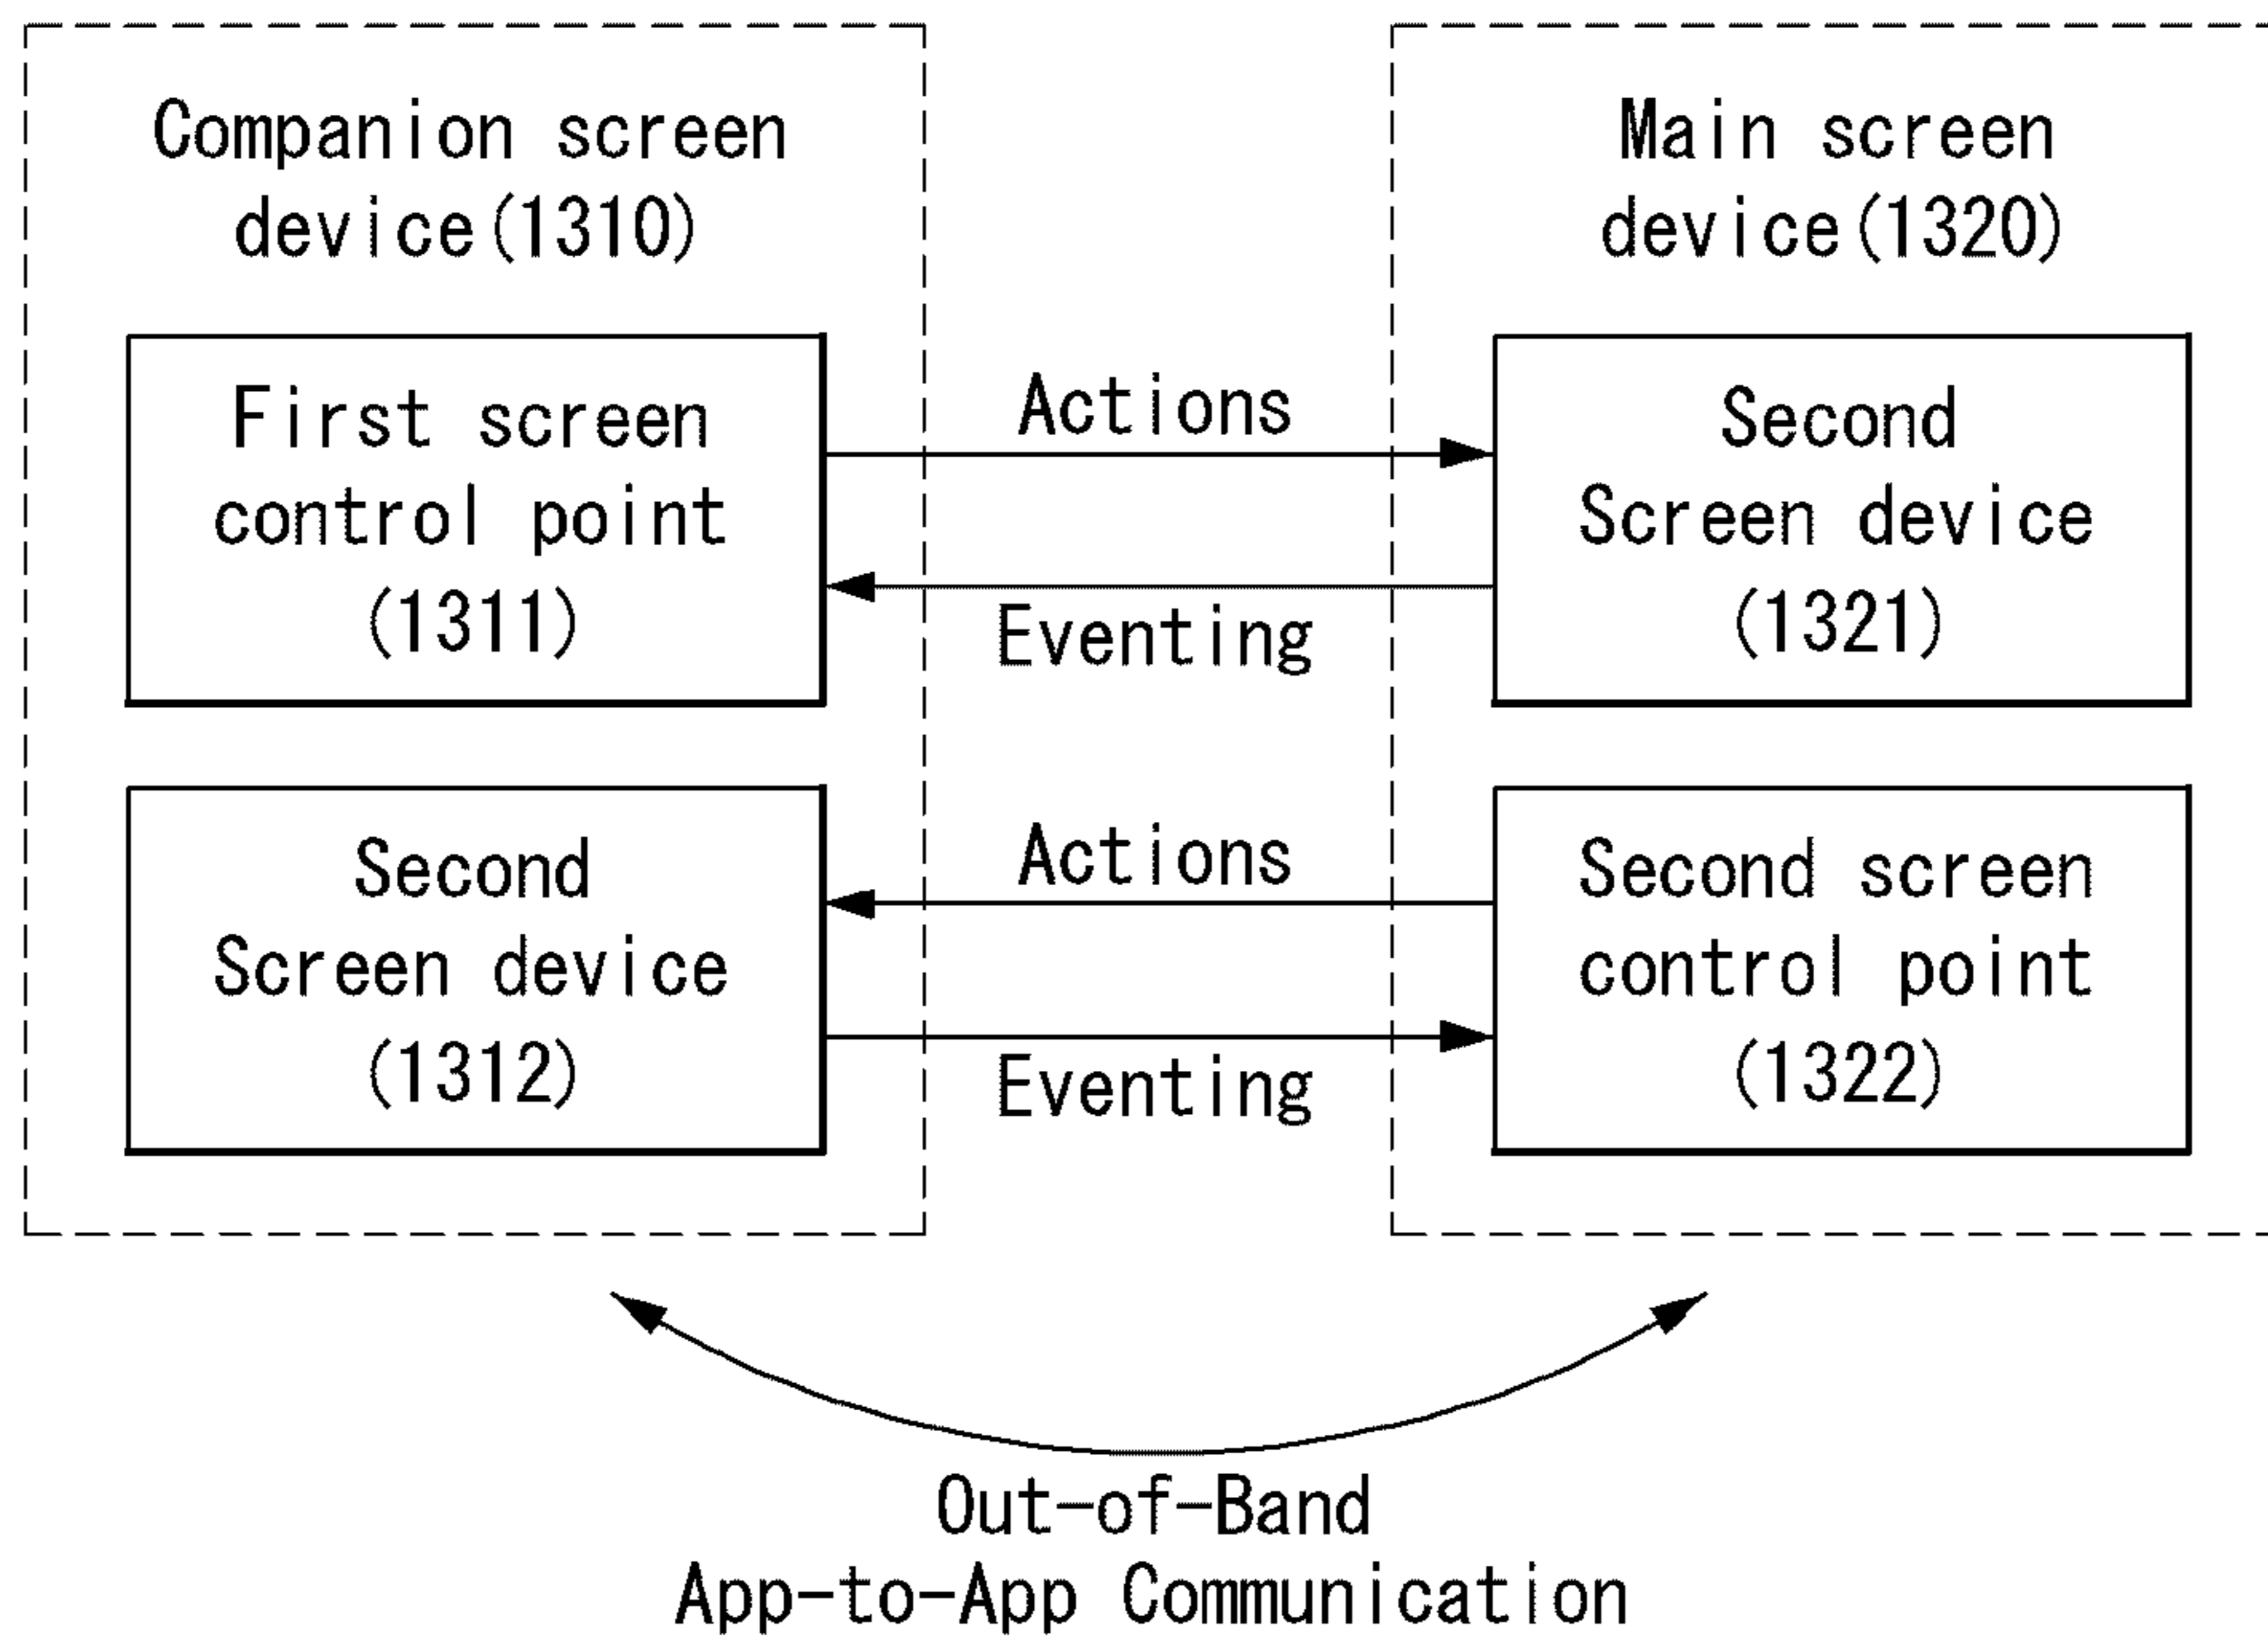 Companion screen
device(1310)
Main screen
device(1320)
First screen
control point
(1311)
Actions
Eventing
Second
Screen device
(1321)
Second
Screen device
(1312)
Actions
Eventing
Second screen
control point
(1322)
Out-of-Band
App-to-App Communication